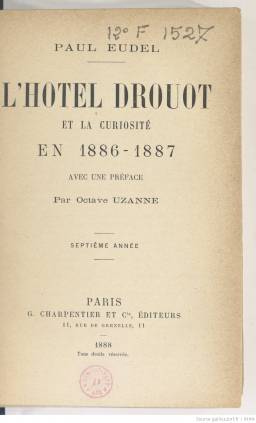 12° F 1527
PAUL EUDEL
L'HOTEL DROUOT
ET LA CURIOSITÉ
EN 1886-1887
AVEC UNE PRÉFACE
Par Octave UZANNE
SEPTIÈME ANNÉE
PARIS
G. CHARPENTIER ET Cie, ÉDITEURS
11, RUE DE GRENELLE, 11
1888
Tous droits réservés.